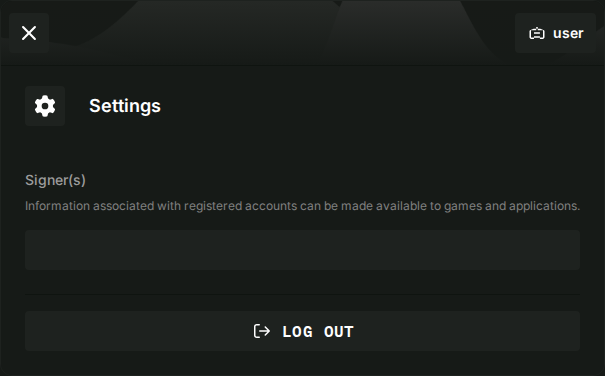 user
Settings
Signer(s)
Information associated with registered accounts can be made available to games and applications.
LOG OUT